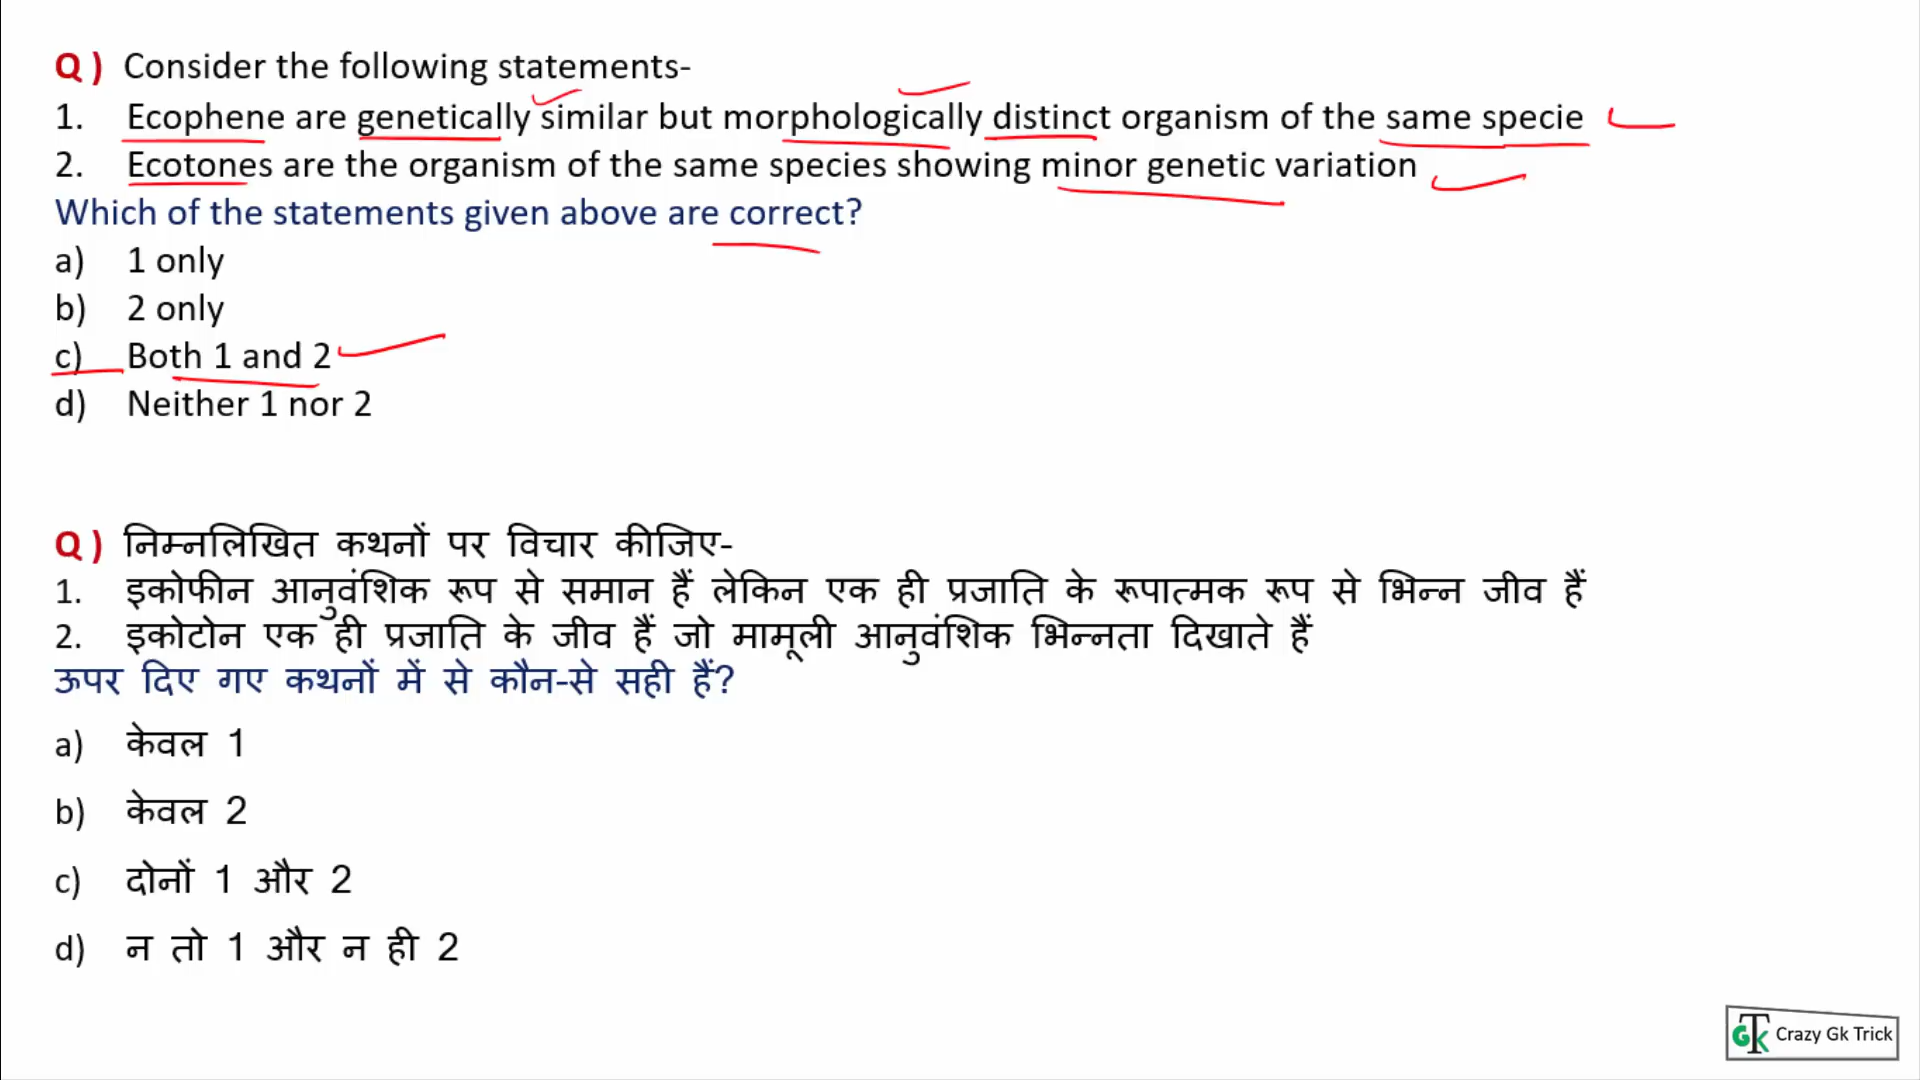 Q ) Consider the following statements-
1. Ecophene are genetically similar but morphologically distinct organism of the same specie
2. Ecotones are the organism of the same species showing minor genetic variation
Which of the statements given above are correct?
a) 1 only
b) 2 only
c) Both 1 and 2
d) Neither 1 nor 2
Q ) निम्नलिखित कथनों पर विचार कीजिए-
1. इकोफीन आनुवंशिक रूप से समान हैं लेकिन एक ही प्रजाति के रूपात्मक रूप से भिन्न जीव हैं
2. इकोटोन एक ही प्रजाति के जीव हैं जो मामूली आनुवंशिक भिन्नता दिखाते हैं
ऊपर दिए गए कथनों में से कौन-से सही हैं?
a) केवल 1
b) केवल 2
c) दोनों 1 और 2
d) न तो 1 और न ही 2
GTk Crazy Gk Trick